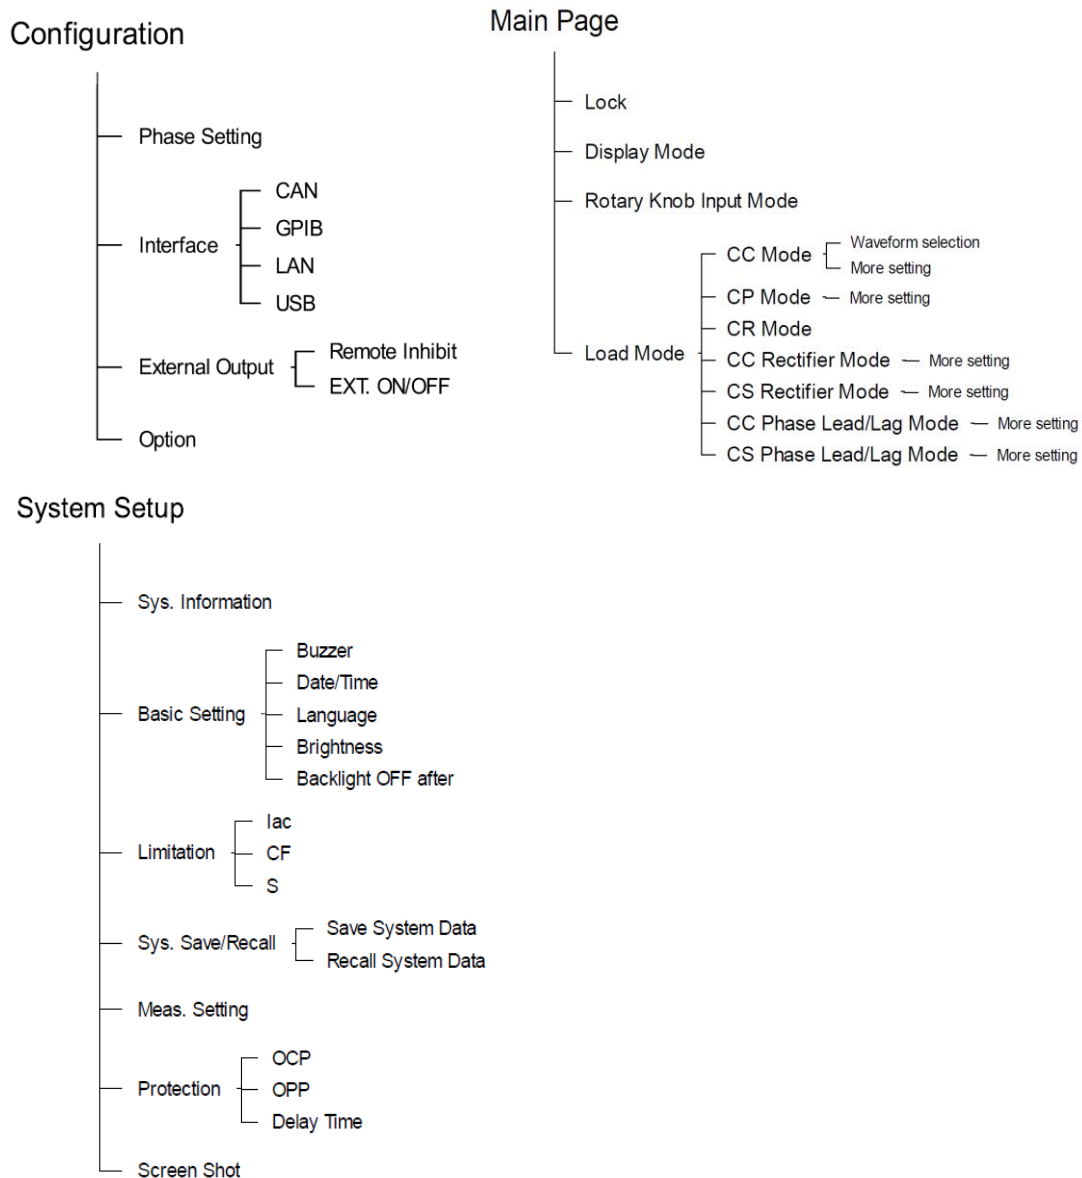 Configuration
Phase Setting
Interface
CAN
GPIB
LAN
USB
External Output
Remote Inhibit
EXT. ON/OFF
Option
Main Page
Lock
Display Mode
Rotary Knob Input Mode
Load Mode
CC Mode
Waveform selection
More setting
CP Mode
More setting
CR Mode
CC Rectifier Mode
More setting
CS Rectifier Mode
More setting
CC Phase Lead/Lag Mode
More setting
CS Phase Lead/Lag Mode
More setting
System Setup
Sys. Information
Basic Setting
Buzzer
Date/Time
Language
Brightness
Backlight OFF after
Limitation
Iac
CF
S
Sys. Save/Recall
Save System Data
Recall System Data
Meas. Setting
Protection
OCP
OPP
Delay Time
Screen Shot